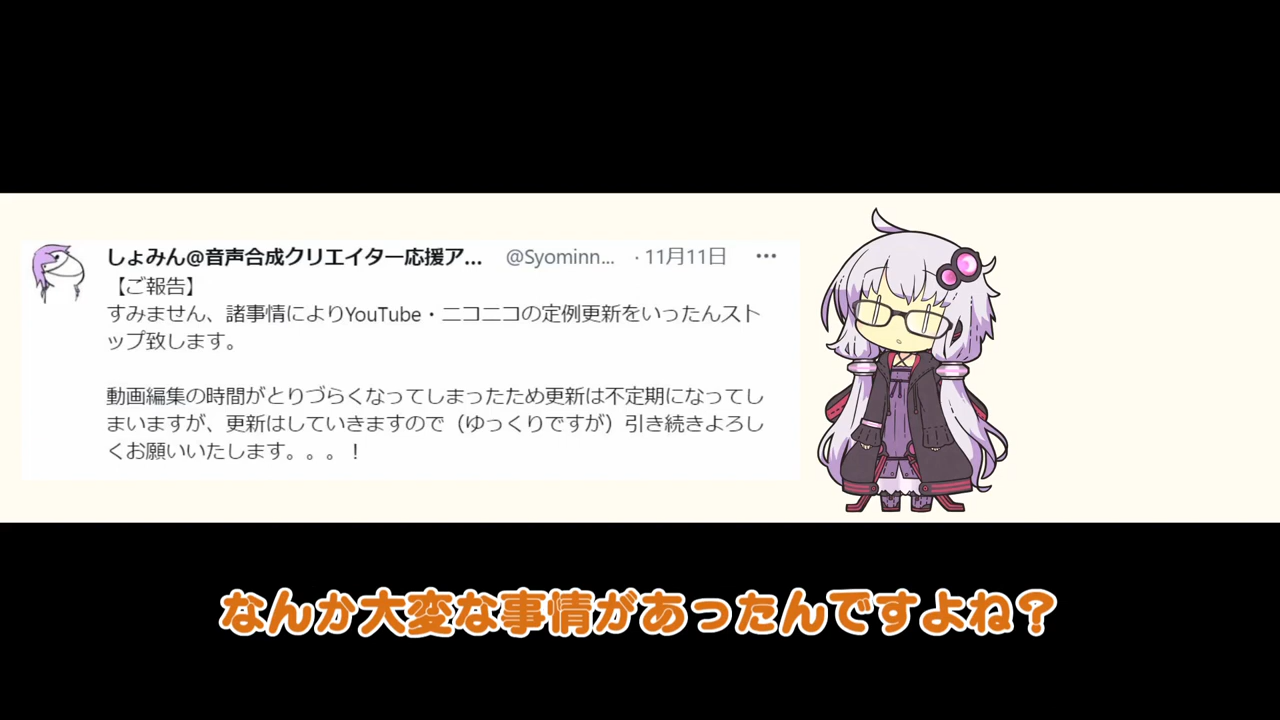 しょみん@音声合成クリエイター応援ア... @Syominn... ・11月11日
【ご報告】
すみません、諸事情によりYouTube・ニコニコの定例更新をいったんスト
ップ致します。
動画編集の時間がとりづらくなってしまったため更新は不定期になってし
まいますが、更新はしていきますので（ゆっくりですが）引き続きよろし
くお願いいたします。。。！
なんか大変な事情があったんですよね？